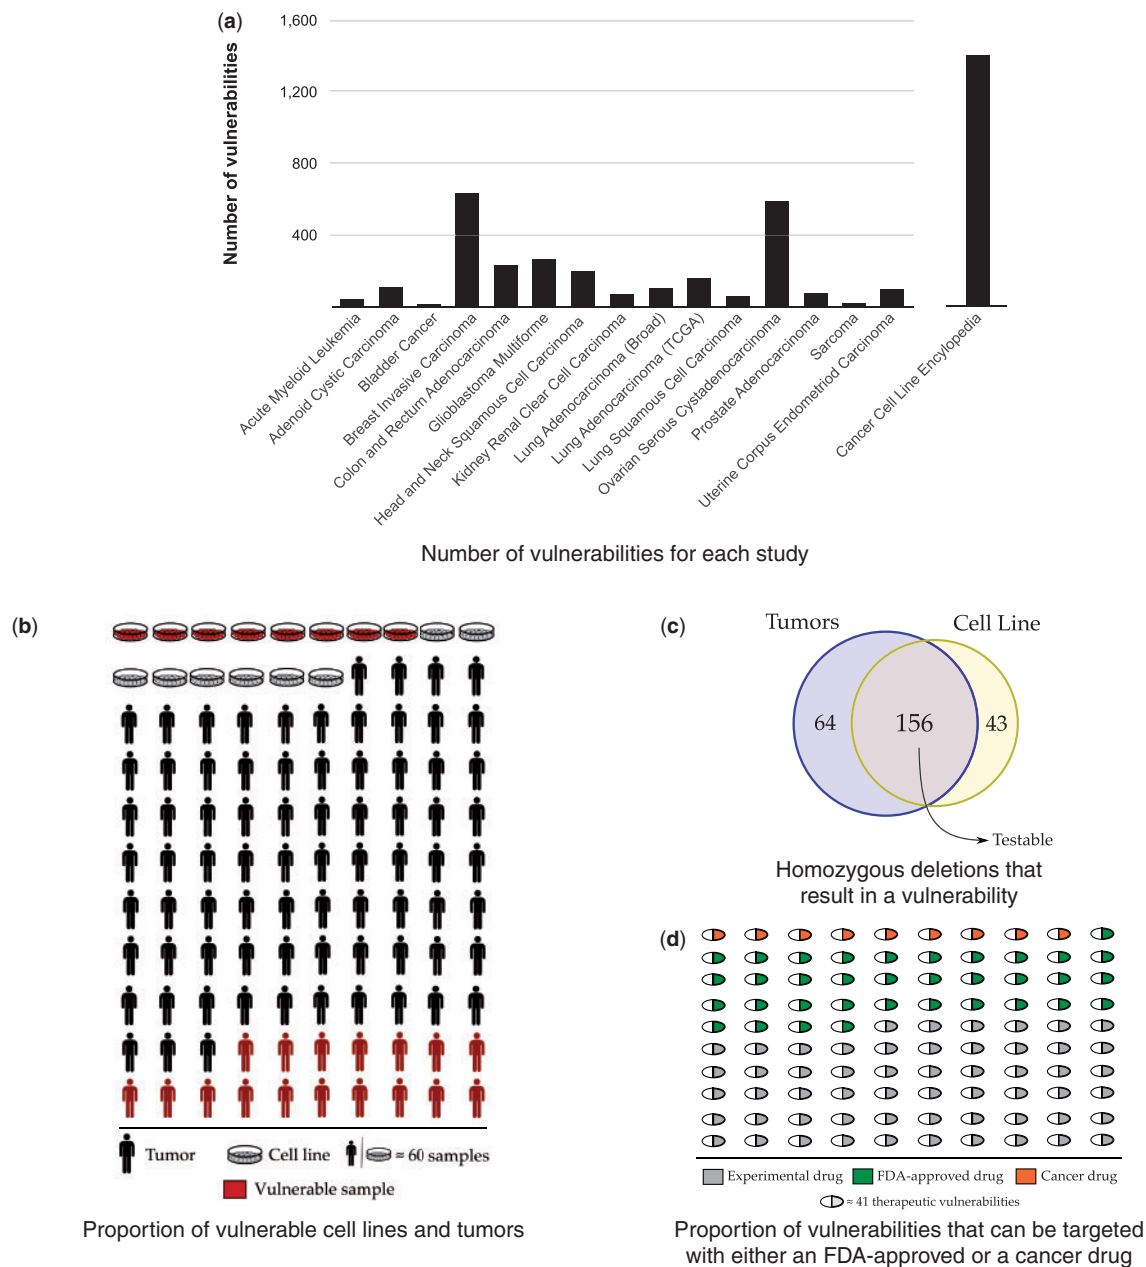 (a)
Number of vulnerabilities
1,600
1,200
800
400
Acute Myeloid Leukemia
Adenoid Cystic Carcinoma
Bladder Cancer
Breast Invasive Carcinoma
Colon and Rectum Adenocarcinoma
Glioblastoma Multiforme
Head and Neck Squamous Cell Carcinoma
Kidney Renal Clear Cell Carcinoma
Lung Adenocarcinoma (Broad)
Lung Adenocarcinoma (TCGA)
Lung Squamous Cell Carcinoma
Ovarian Serous Cystadenocarcinoma
Prostate Adenocarcinoma
Sarcoma
Uterine Corpus Endometriod Carcinoma
Cancer Cell Line Encylopedia
Number of vulnerabilities for each study
(b)
Tumor
Cell line
≈ 60 samples
Vulnerable sample
Proportion of vulnerable cell lines and tumors
(c)
Tumors
Cell Line
64
156
43
Testable
Homozygous deletions that
result in a vulnerability
(d)
Experimental drug
FDA-approved drug
Cancer drug
≈ 41 therapeutic vulnerabilities
Proportion of vulnerabilities that can be targeted
with either an FDA-approved or a cancer drug